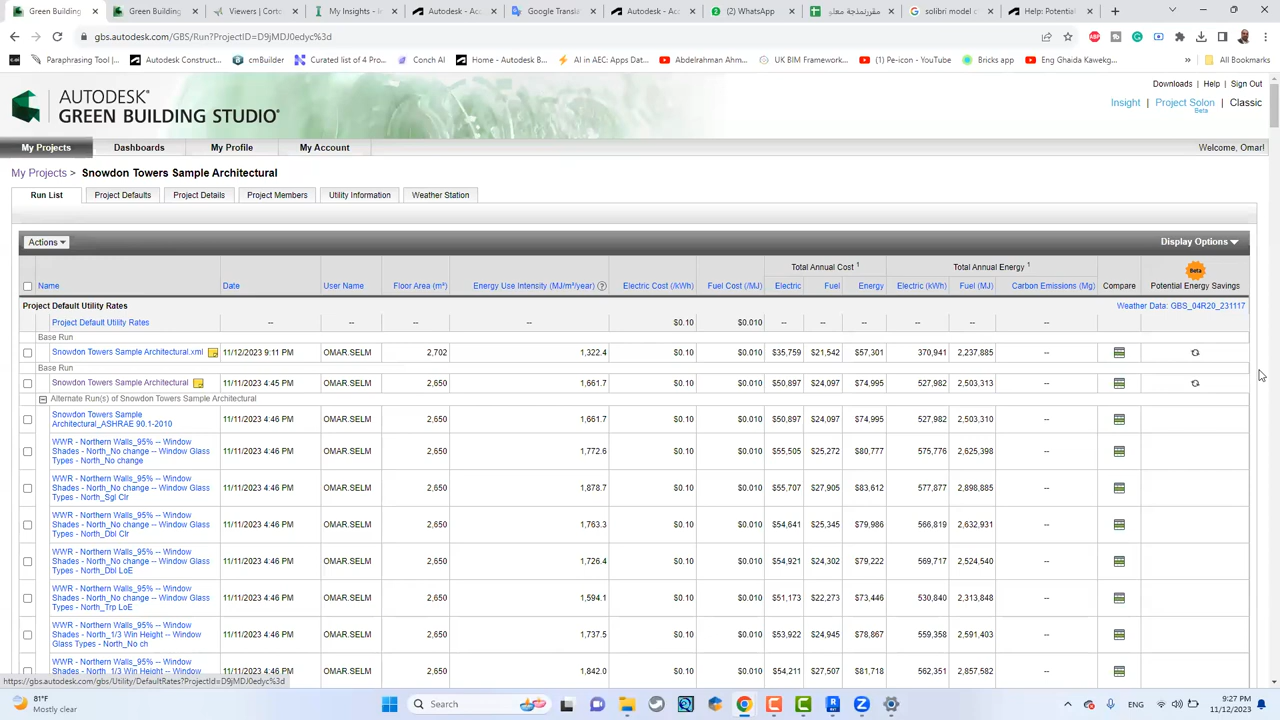 Green Building S
Green Building S
Viewers | Corto
My Insights - In
Autodesk - Acc
Google Transla
Autodesk - Acc
(2) WhatsApp
solibri model c
Help: Potential
gbs.autodesk.com/GBS/Run?ProjectID=D9jMDJ0edyc%3d
Paraphrasing Tool |...
Autodesk Construct...
cmBuilder
Curated list of 4 Pro...
Conch AI
Home - Autodesk B...
AI in AEC: Apps Dat...
Abdelrahman Ahm...
UK BIM Framework...
(1) Pe-icon - YouTube
Bricks app
Eng Ghaida Kawekg...
»
All Bookmarks
Downloads | Help | Sign Out
AUTODESK®
GREEN BUILDING STUDIO®
Insight | Project Solon | Classic
Beta
My Projects Dashboards My Profile My Account Welcome, Omar!
My Projects > Snowdon Towers Sample Architectural
Run List Project Defaults Project Details Project Members Utility Information Weather Station
Actions Display Options
Total Annual Cost 1 Total Annual Energy 1 Beta
Name Date User Name Floor Area (m²) Energy Use Intensity (MJ/m²/year) Electric Cost (/kWh) Fuel Cost (/MJ) Electric Fuel Energy Electric (kWh) Fuel (MJ) Carbon Emissions (Mg) Compare Potential Energy Savings
Project Default Utility Rates Weather Data: GBS_04R20_231117
Project Default Utility Rates -- -- -- -- $0.10 $0.010 -- -- -- -- -- --
Base Run
Snowdon Towers Sample Architectural.xml 11/12/2023 9:11 PM OMAR.SELM 2,702 1,322.4 $0.10 $0.010 $35,759 $21,542 $57,301 370,941 2,237,885 --
Base Run
Snowdon Towers Sample Architectural 11/11/2023 4:45 PM OMAR.SELM 2,650 1,661.7 $0.10 $0.010 $50,897 $24,097 $74,995 527,982 2,503,313 --
Alternate Run(s) of Snowdon Towers Sample Architectural
Snowdon Towers Sample
Architectural_ASHRAE 90.1-2010 11/11/2023 4:46 PM OMAR.SELM 2,650 1,661.7 $0.10 $0.010 $50,897 $24,097 $74,995 527,982 2,503,310 --
WWR - Northern Walls_95% -- Window
Shades - North_No change -- Window Glass 11/11/2023 4:46 PM OMAR.SELM 2,650 1,772.6 $0.10 $0.010 $55,505 $25,272 $80,777 575,776 2,625,398 --
Types - North_No change
WWR - Northern Walls_95% -- Window
Shades - North_No change -- Window Glass 11/11/2023 4:46 PM OMAR.SELM 2,650 1,878.7 $0.10 $0.010 $55,707 $27,905 $83,612 577,877 2,898,885 --
Types - North_Sgl Clr
WWR - Northern Walls_95% -- Window
Shades - North_No change -- Window Glass 11/11/2023 4:46 PM OMAR.SELM 2,650 1,763.3 $0.10 $0.010 $54,641 $25,345 $79,986 566,819 2,632,931 --
Types - North_Dbl Clr
WWR - Northern Walls_95% -- Window
Shades - North_No change -- Window Glass 11/11/2023 4:46 PM OMAR.SELM 2,650 1,726.4 $0.10 $0.010 $54,921 $24,302 $79,222 569,717 2,524,540 --
Types - North_Dbl LoE
WWR - Northern Walls_95% -- Window
Shades - North_No change -- Window Glass 11/11/2023 4:46 PM OMAR.SELM 2,650 1,594.1 $0.10 $0.010 $51,173 $22,273 $73,446 530,840 2,313,848 --
Types - North_Trp LoE
WWR - Northern Walls_95% -- Window
Shades - North_1/3 Win Height -- Window 11/11/2023 4:46 PM OMAR.SELM 2,650 1,737.5 $0.10 $0.010 $53,922 $24,945 $78,867 559,358 2,591,403 --
Glass Types - North_No ch
WWR - Northern Walls_95% -- Window
Shades - North_1/3 Win Height -- Window 11/11/2023 4:46 PM OMAR.SELM 2,650 1,842.0 $0.10 $0.010 $27,507 $81,718 562,351 2,857,582 --
https://gbs.autodesk.com/gbs/Utility/DefaultRates?ProjectId=D9jMDJ0edyc%3d
81°F
Mostly clear
Search
9:27 PM
11/12/2023